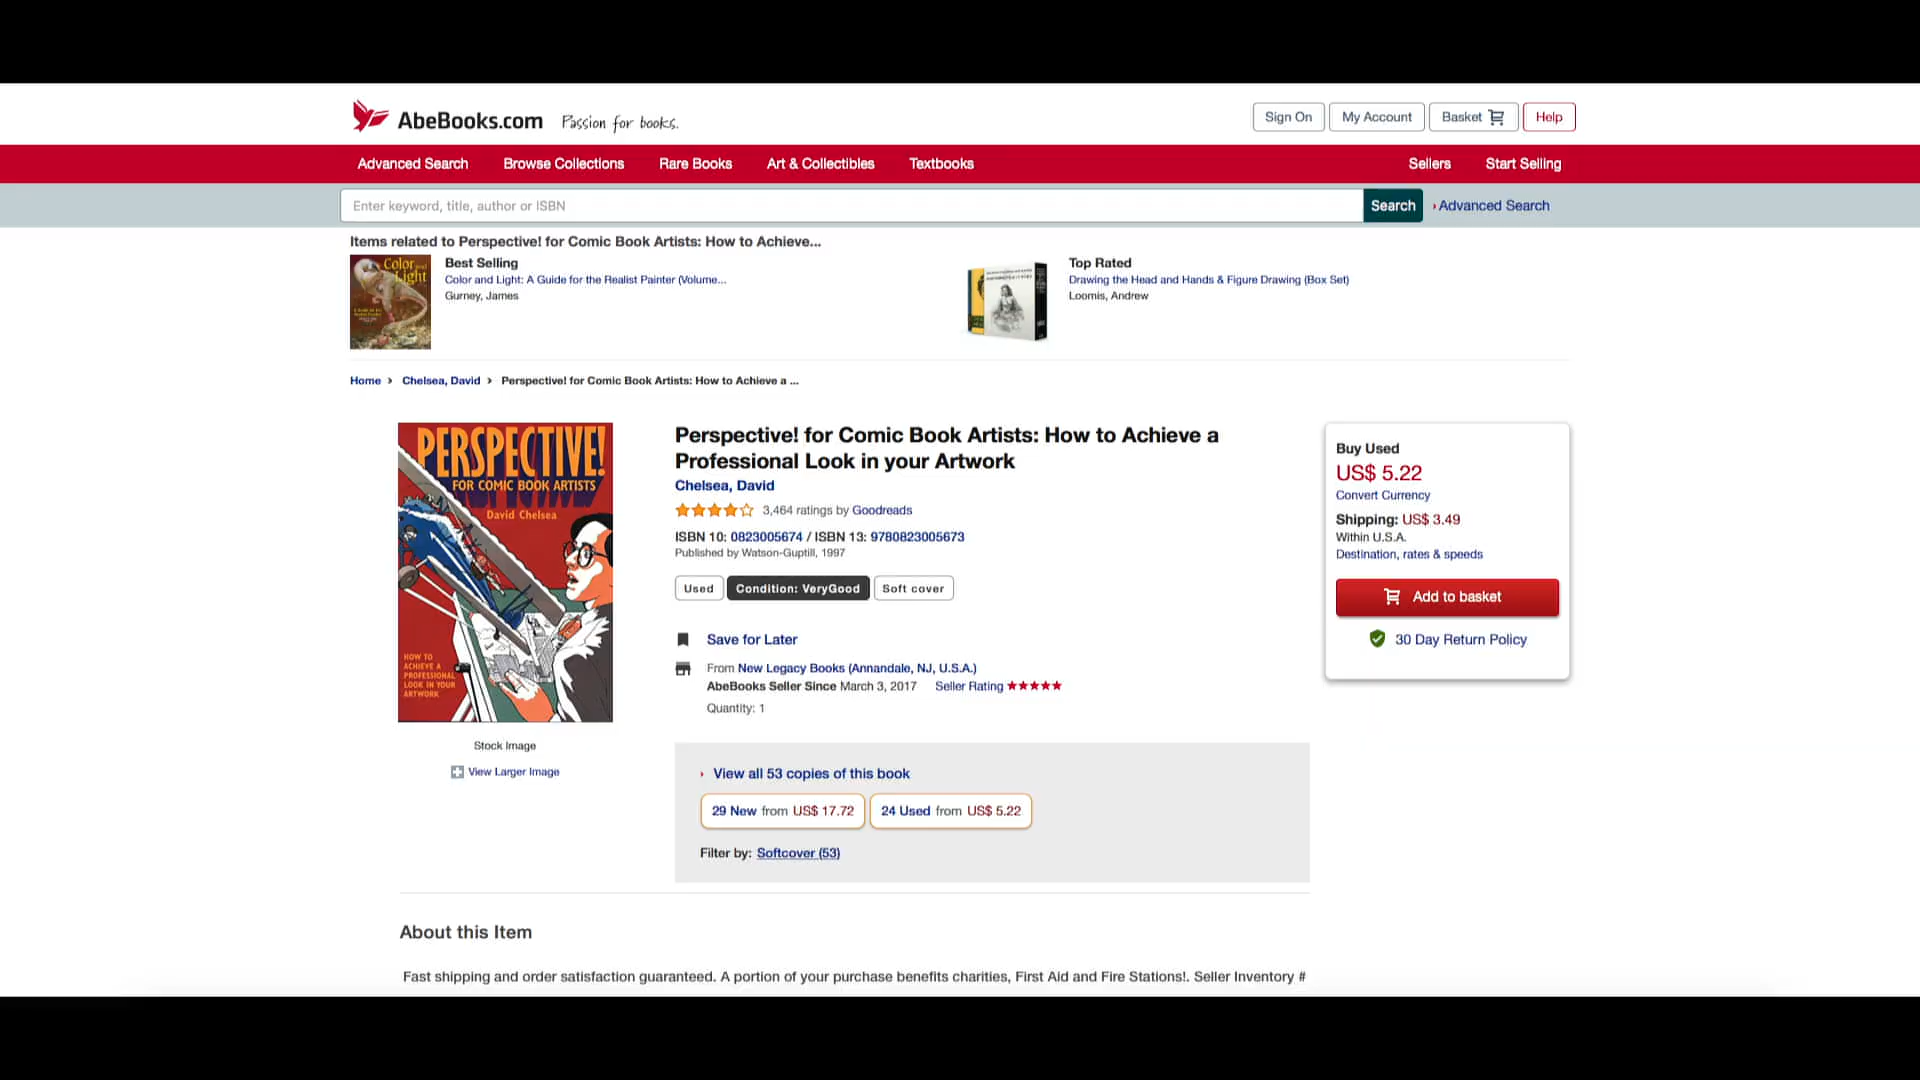 AbeBooks.com Passion for books.
Sign On My Account Basket Help
Advanced Search Browse Collections Rare Books Art & Collectibles Textbooks Sellers Start Selling
Enter keyword, title, author or ISBN Search Advanced Search
Items related to Perspective! for Comic Book Artists: How to Achieve...
Color and Light
Best Selling
Color and Light: A Guide for the Realist Painter (Volume...
Gurney, James
Top Rated
Drawing the Head and Hands & Figure Drawing (Box Set)
Loomis, Andrew
Home › Chelsea, David › Perspective! for Comic Book Artists: How to Achieve a ...
PERSPECTIVE!
FOR COMIC BOOK ARTISTS
David Chelsea
HOW TO
ACHIEVE A
PROFESSIONAL
LOOK IN YOUR
ARTWORK
Stock Image
View Larger Image
Perspective! for Comic Book Artists: How to Achieve a
Professional Look in your Artwork
Chelsea, David
3,464 ratings by Goodreads
ISBN 10: 0823005674 / ISBN 13: 9780823005673
Published by Watson-Guptill, 1997
Used Condition: VeryGood Soft cover
Save for Later
From New Legacy Books (Annandale, NJ, U.S.A.)
AbeBooks Seller Since March 3, 2017 Seller Rating
Quantity: 1
View all 53 copies of this book
29 New from US$ 17.72 24 Used from US$ 5.22
Filter by: Softcover (53)
Buy Used
US$ 5.22
Convert Currency
Shipping: US$ 3.49
Within U.S.A.
Destination, rates & speeds
Add to basket
30 Day Return Policy
About this Item
Fast shipping and order satisfaction guaranteed. A portion of your purchase benefits charities, First Aid and Fire Stations!. Seller Inventory #